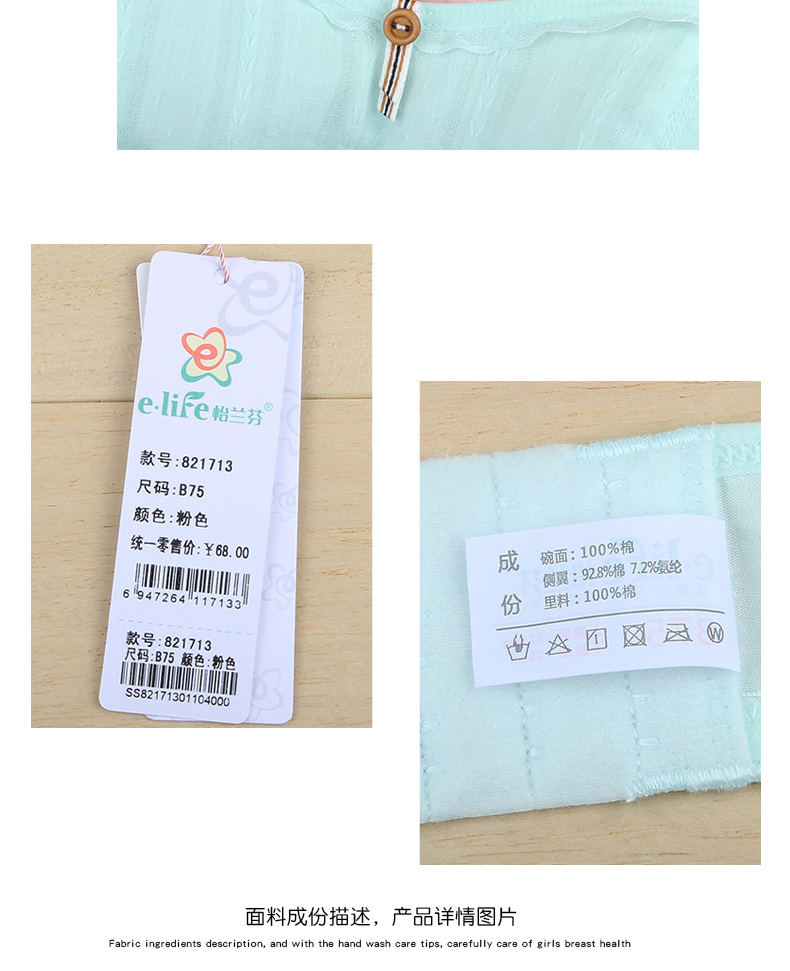 e·life怡兰芬®
款号:821713
尺码:B75
颜色:粉色
统一零售价:¥68.00
6 947264 117133
款号:821713
尺码:B75 颜色:粉色
SS82171301104000
成份
碗面:100%棉
侧翼:92.8%棉 7.2%氨纶
里料:100%棉
面料成份描述，产品详情图片
Fabric ingredients description, and with the hand wash care tips, carefully care of girls breast health